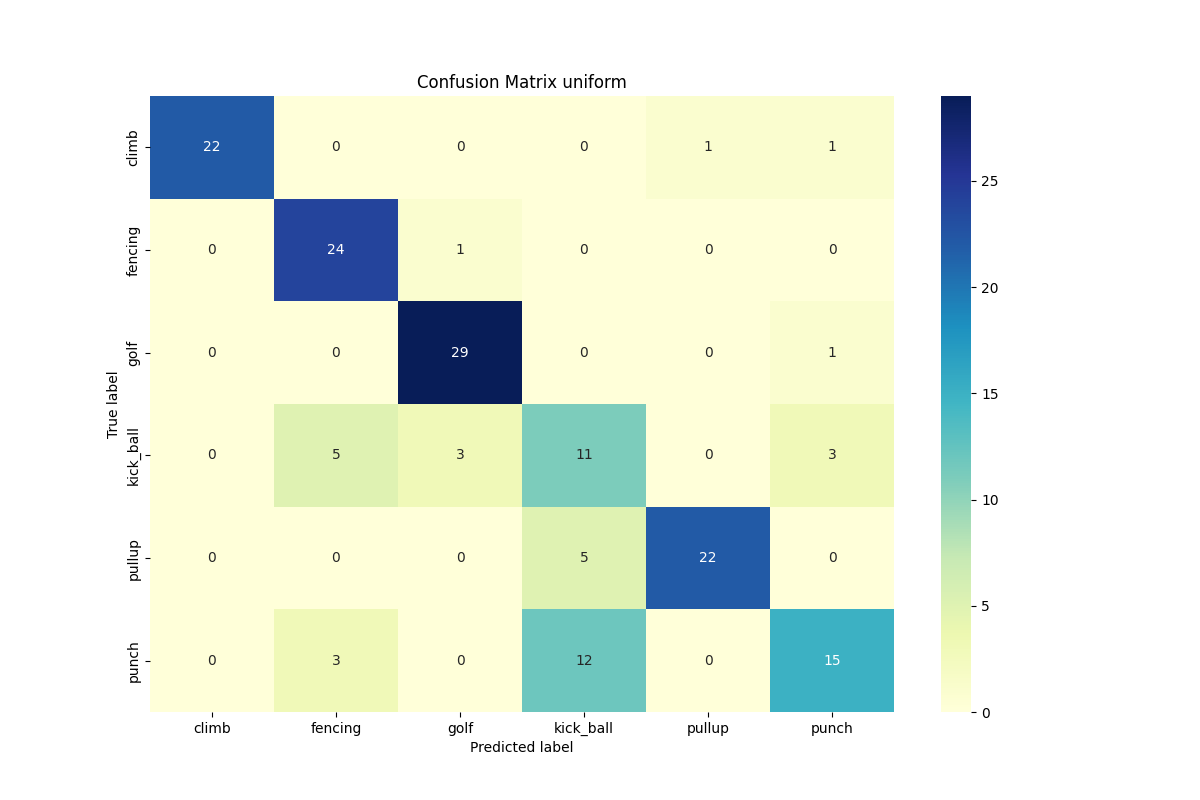 Confusion Matrix uniform
climb 22 0 0 0 1 1
fencing 0 24 1 0 0 0
golf 0 0 29 0 0 1
kick_ball 0 5 3 11 0 3
pullup 0 0 0 5 22 0
punch 0 3 0 12 0 15
True label
climb fencing golf kick_ball pullup punch
Predicted label
25
20
15
10
5
0